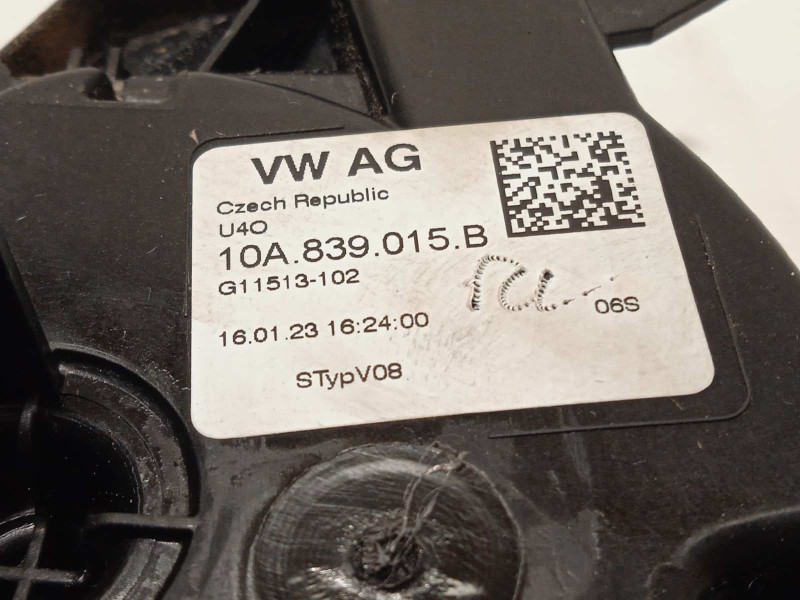 VW AG
Czech Republic
U4O
10A.839.015.B
G11513-102
06S
16.01.23 16:24:00
STypV08